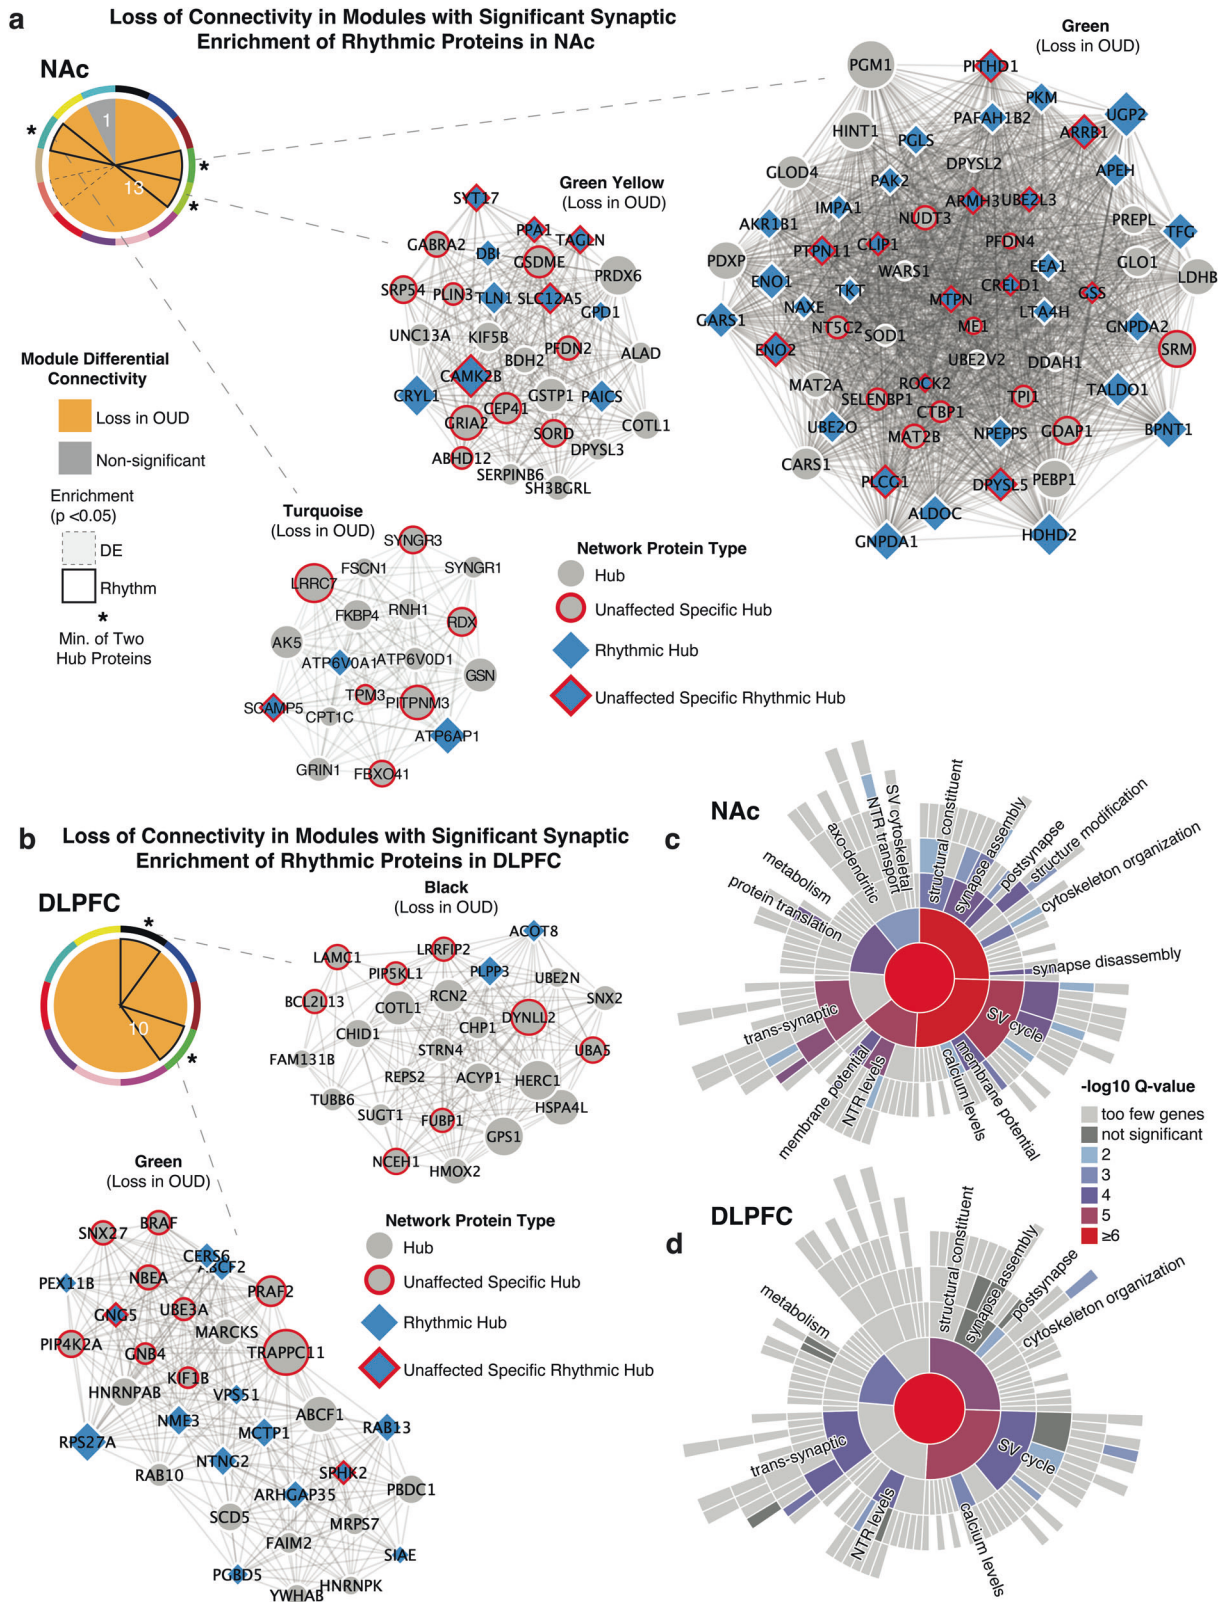 a
Loss of Connectivity in Modules with Significant Synaptic
Enrichment of Rhythmic Proteins in NAc
NAc
1
13
*
*
*
Module Differential
Connectivity
Loss in OUD
Non-significant
Enrichment
(p <0.05)
DE
Rhythm
*
Min. of Two
Hub Proteins
Green Yellow
(Loss in OUD)
SYT17
PPA1
TAGLN
GABRA2
DBI
GSDME
PRDX6
SRP54
PLIN3
TLN1
SLC12A5
GPD1
UNC13A
KIF5B
PFDN2
BDH2
ALAD
CAMK2B
CRYL1
GSTP1
PAICS
CEP41
GRIA2
SORD
COTL1
DPYSL3
ABHD12
SERPINB6
SH3BGRL
Green
(Loss in OUD)
PGM1
PITHD1
PKM
UGP2
PAFAH1B2
HINT1
PGLS
ARRB1
DPYSL2
GLOD4
APEH
PAK2
ARMH3
UBE2L3
IMPA1
NUDT3
PREPL
AKR1B1
TFG
PTPN11
CLIP1
PFDN4
PDXP
WARS1
EEA1
GLO1
LDHB
ENO1
TKT
CRELD1
GSS
NAXE
MTPN
LTA4H
GARS1
NT5C2
SOD1
ME1
GNPDA2
ENO2
UBE2V2
DDAH1
SRM
MAT2A
ROCK2
TALDO1
SELENBP1
TPI1
CTBP1
UBE2O
MAT2B
NPEPPS
GDAP1
BPNT1
CARS1
PLCG1
DPYSL5
PEBP1
ALDOC
GNPDA1
HDHD2
Turquoise
(Loss in OUD)
SYNGR3
FSCN1
SYNGR1
LRRC7
FKBP4
RNH1
RDX
AK5
ATP6V0A1
ATP6V0D1
GSN
TPM3
PITPNM3
SCAMP5
CPT1C
ATP6AP1
GRIN1
FBXO41
Network Protein Type
Hub
Unaffected Specific Hub
Rhythmic Hub
Unaffected Specific Rhythmic Hub
b
Loss of Connectivity in Modules with Significant Synaptic
Enrichment of Rhythmic Proteins in DLPFC
DLPFC
10
*
*
Black
(Loss in OUD)
ACOT8
LAMC1
LRRFIP2
PIP5KL1
PLPP3
UBE2N
BCL2L13
RCN2
SNX2
COTL1
DYNLL2
CHID1
CHP1
STRN4
UBA5
FAM131B
REPS2
ACYP1
HERC1
TUBB6
SUGT1
HSPA4L
FUBP1
GPS1
NCEH1
HMOX2
Green
(Loss in OUD)
SNX27
BRAF
CERS6
ABCF2
PEX11B
NBEA
PRAF2
GNG5
UBE3A
MARCKS
PIP4K2A
GNB4
TRAPPC11
KIF1B
HNRNPAB
VPS51
NME3
ABCF1
RAB13
RPS27A
MCTP1
NTNG2
RAB10
SPHK2
ARHGAP35
PBDC1
SCD5
MRPS7
FAIM2
SIAE
PGBD5
HNRNPK
YWHAB
Network Protein Type
Hub
Unaffected Specific Hub
Rhythmic Hub
Unaffected Specific Rhythmic Hub
c
NAc
metabolism
protein translation
axo-dendritic
NTR transport
SV cytoskeletal
structural constituent
synapse assembly
postsynapse
structure modification
cytoskeleton organization
synapse disassembly
SV cycle
membrane potential
calcium levels
NTR levels
membrane potential
trans-synaptic
-log10 Q-value
too few genes
not significant
2
3
4
5
≥6
d
DLPFC
metabolism
structural constituent
synapse assembly
postsynapse
cytoskeleton organization
SV cycle
calcium levels
NTR levels
trans-synaptic